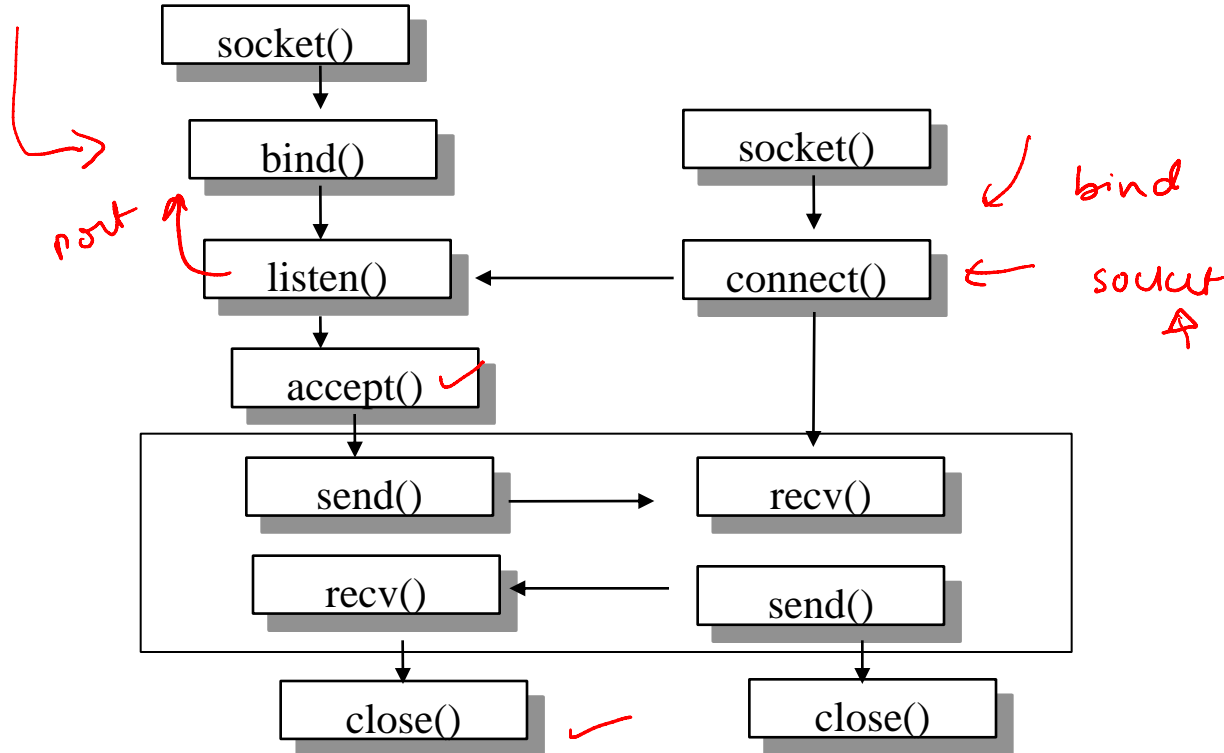 socket()
bind()
socket()
bind
port
listen()
connect()
socket
accept()
send()
recv()
recv()
send()
close()
close()